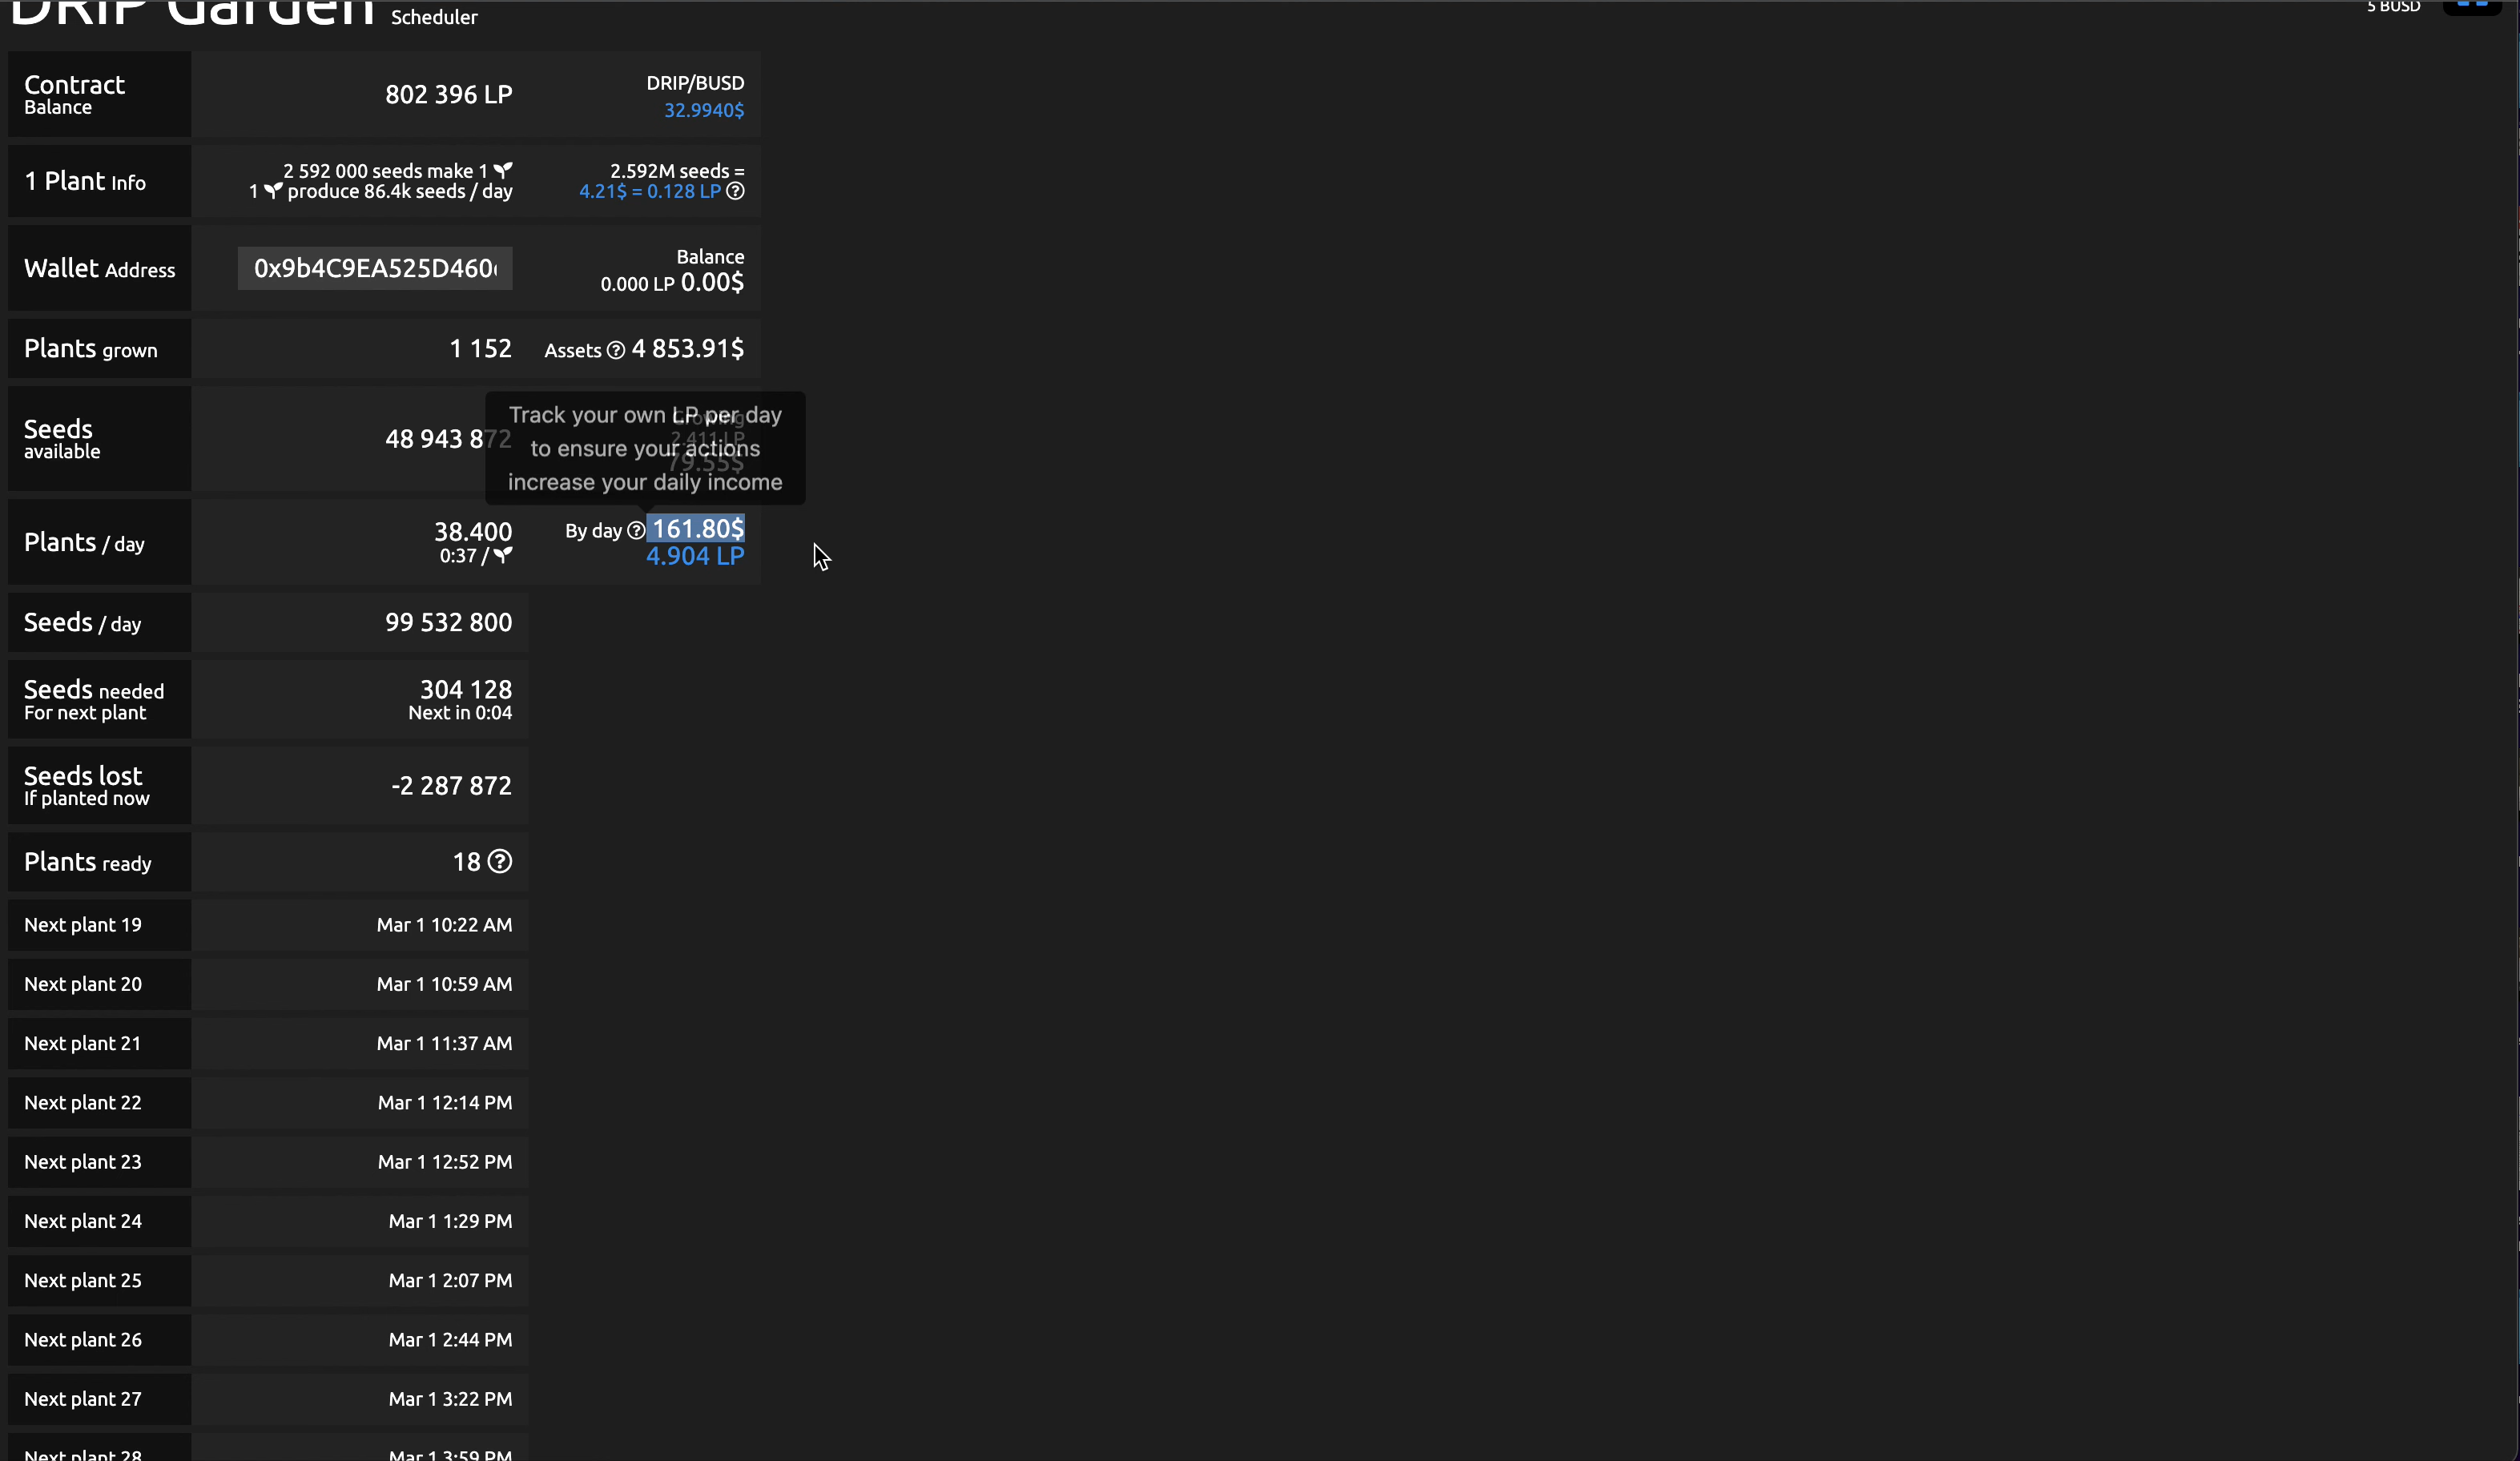 DRIP Garden Scheduler
5 BUSD
Contract
Balance
802 396 LP
DRIP/BUSD
32.9940$
1 Plant Info
2 592 000 seeds make 1
1 produce 86.4k seeds / day
2.592M seeds =
4.21$ = 0.128 LP ?
Wallet Address
0x9b4C9EA525D460
Balance
0.000 LP 0.00$
Plants grown
1 152
Assets ? 4 853.91$
Seeds
available
48 943 872
Growing
2.411 LP
79.55$
Track your own LP per day
to ensure your actions
increase your daily income
Plants / day
38.400
0:37 /
By day ? 161.80$
4.904 LP
Seeds / day
99 532 800
Seeds needed
For next plant
304 128
Next in 0:04
Seeds lost
If planted now
-2 287 872
Plants ready
18 ?
Next plant 19
Mar 1 10:22 AM
Next plant 20
Mar 1 10:59 AM
Next plant 21
Mar 1 11:37 AM
Next plant 22
Mar 1 12:14 PM
Next plant 23
Mar 1 12:52 PM
Next plant 24
Mar 1 1:29 PM
Next plant 25
Mar 1 2:07 PM
Next plant 26
Mar 1 2:44 PM
Next plant 27
Mar 1 3:22 PM
Next plant 28
Mar 1 3:59 PM